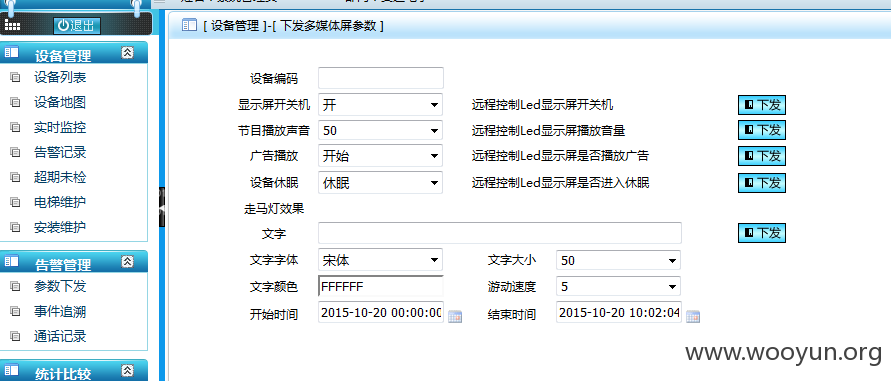 退出
[ 设备管理 ]-[ 下发多媒体屏参数 ]
设备管理
设备列表
设备地图
实时监控
告警记录
超期未检
电梯维护
安装维护
告警管理
参数下发
事件追溯
通话记录
统计比较
设备编码
显示屏开关机 开 远程控制Led显示屏开关机 下发
节目播放声音 50 远程控制Led显示屏播放音量 下发
广告播放 开始 远程控制Led显示屏是否播放广告 下发
设备休眠 休眠 远程控制Led显示屏是否进入休眠 下发
走马灯效果
文字 下发
文字字体 宋体 文字大小 50
文字颜色 FFFFFF 游动速度 5
开始时间 2015-10-20 00:00:00 结束时间 2015-10-20 10:02:04
www.wooyun.org